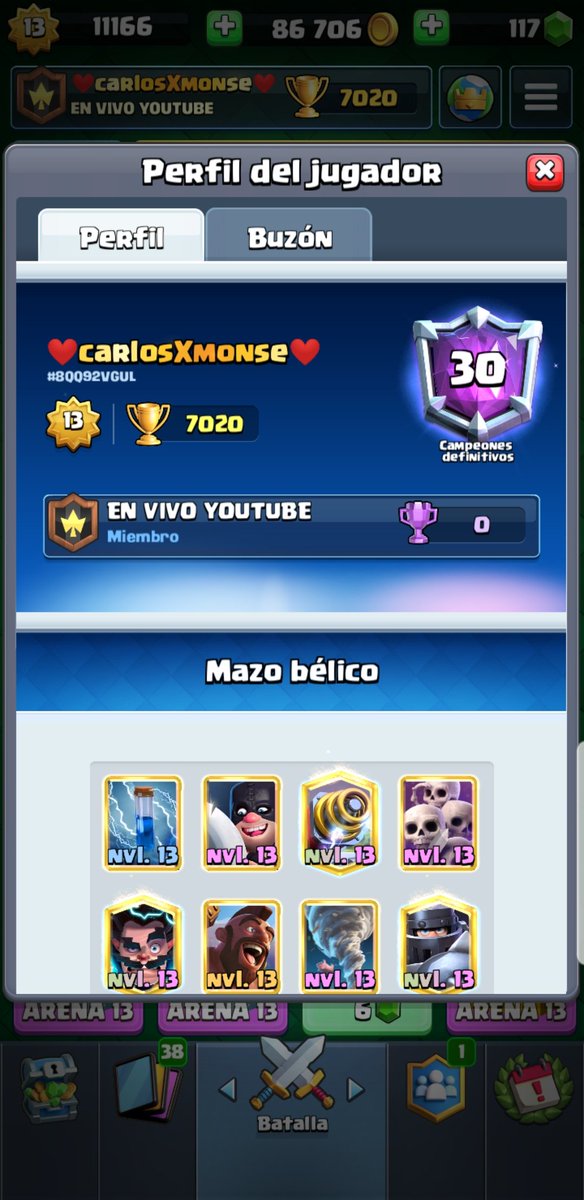 13 11166 86 706 117
❤️carlosXmonse❤️ 7020
EN VIVO YOUTUBE
Perfil del jugador
Perfil Buzón
❤️carlosXmonse❤️ 30
#8QQ92VGUL
13 7020
Campeones
definitivos
EN VIVO YOUTUBE 0
Miembro
Mazo bélico
nvl. 13 nvl. 13 nvl. 13 nvl. 13
nvl. 13 nvl. 13 nvl. 13 nvl. 13
ARENA 13 ARENA 13 6 ARENA 13
38 1
Batalla